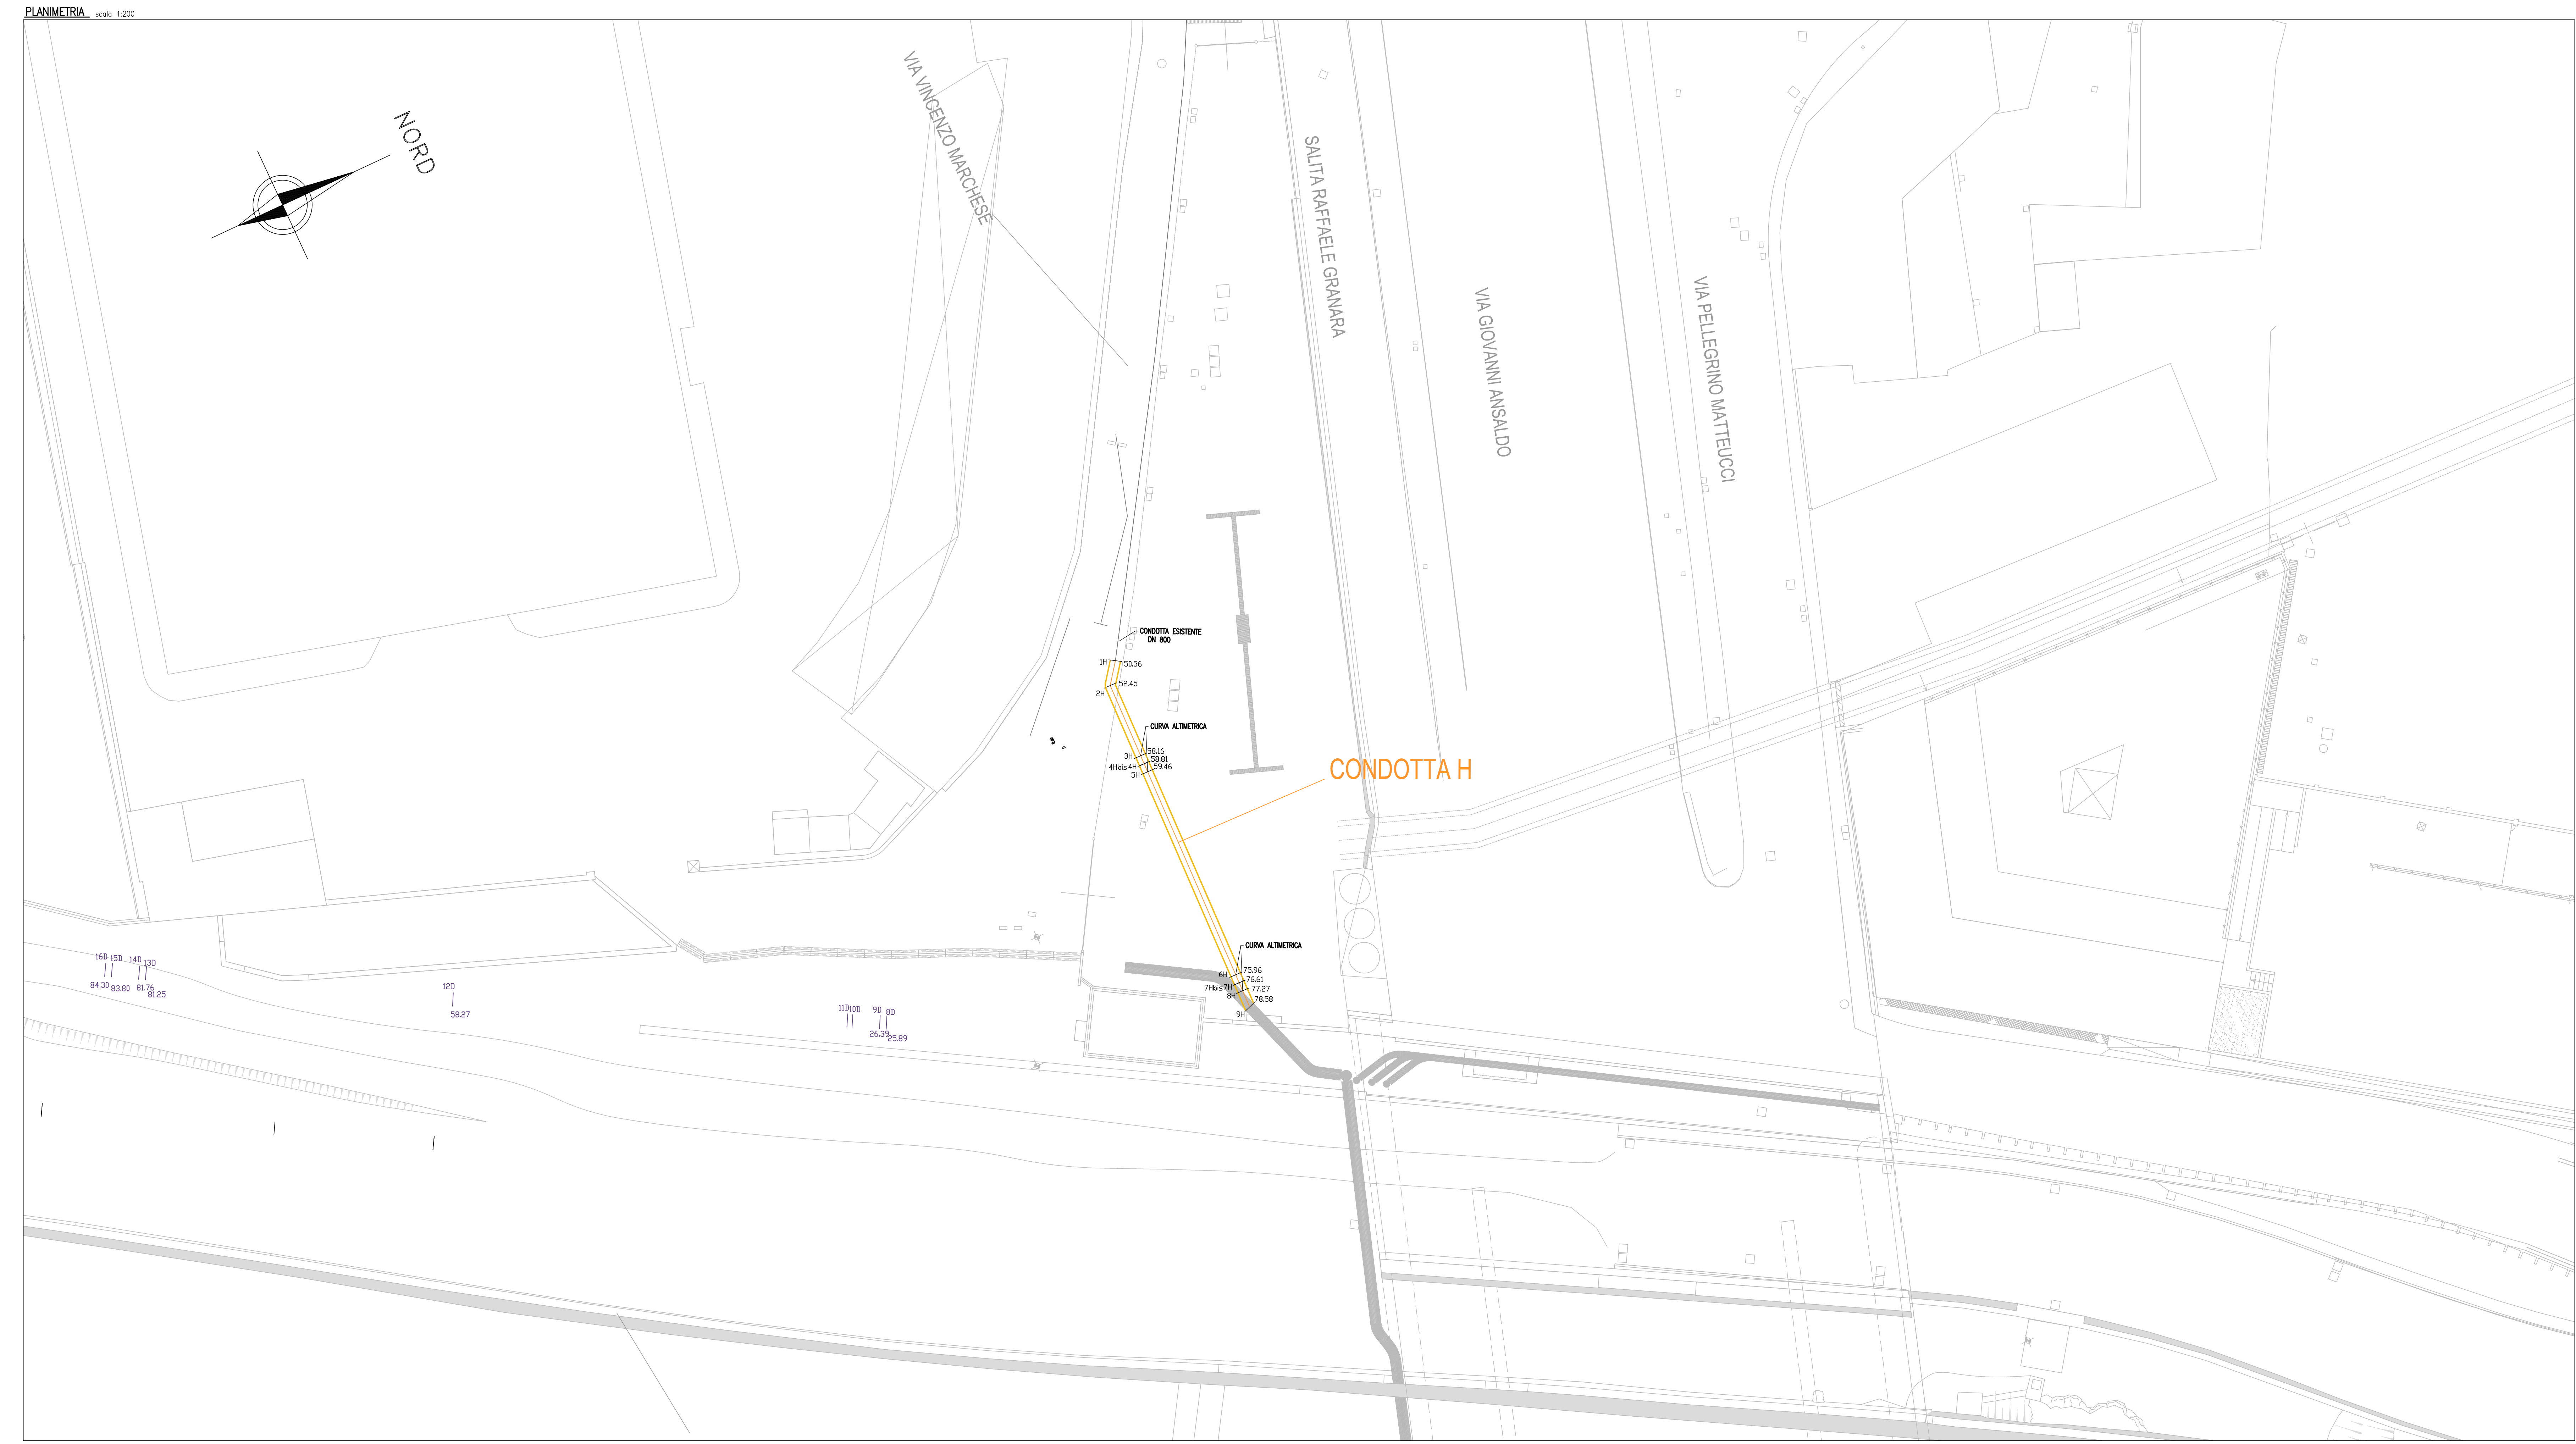 PLANIMETRIA scala 1:200
NORD
VIA VINCENZO MARCHESE
SALITA RAFFAELE GRANARA
VIA GIOVANNI ANSALDO
VIA PELLEGRINO MATTEUCCI
CONDOTTA ESISTENTE
DN 800
1H 50.56
2H 52.45
CURVA ALTIMETRICA
3H 58.16
4Hbis 4H 58.81
5H 59.46
CONDOTTA H
CURVA ALTIMETRICA
6H 75.96
7Hbis 7H 76.61
8H 77.27
9H 78.58
16D 15D 14D 13D
84.30 83.80 81.76 81.25
12D
58.27
11D 10D 9D 8D
26.39 25.89